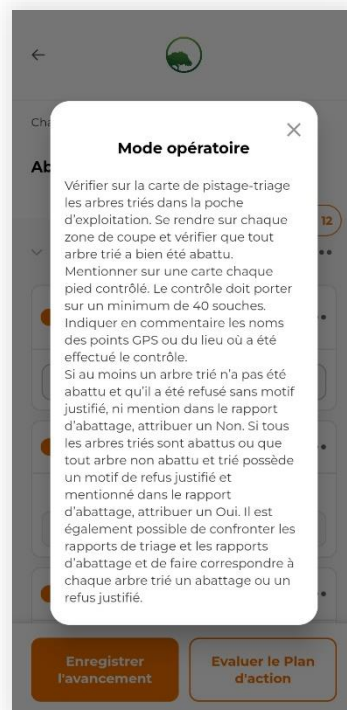 Cha
Mode opératoire
Ab
Vérifier sur la carte de pistage-triage
les arbres triés dans la poche
d'exploitation. Se rendre sur chaque
zone de coupe et vérifier que tout
arbre trié a bien été abattu.
Mentionner sur une carte chaque
pied contrôlé. Le contrôle doit porter
sur un minimum de 40 souches.
Indiquer en commentaire les noms
des points GPS ou du lieu où a été
effectué le contrôle.
Si au moins un arbre trié n'a pas été
abattu et qu'il a été refusé sans motif
justifié, ni mention dans le rapport
d'abattage, attribuer un Non. Si tous
les arbres triés sont abattus ou que
tout arbre non abattu et trié possède
un motif de refus justifié et
mentionné dans le rapport
d'abattage, attribuer un Oui. Il est
également possible de confronter les
rapports de triage et les rapports
d'abattage et de faire correspondre à
chaque arbre trié un abattage ou un
refus justifié.
12
Enregistrer
l'avancement
Evaluer le Plan
d'action